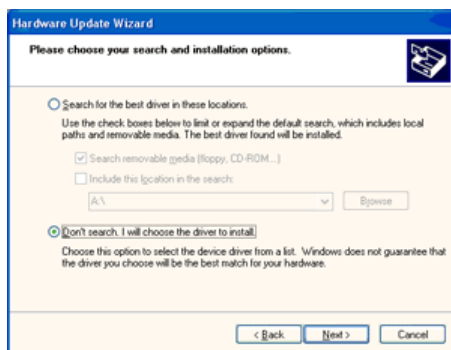 Hardware Update Wizard
Please choose your search and installation options.
Search for the best driver in these locations.
Use the check boxes below to limit or expand the default search, which includes local
paths and removable media. The best driver found will be installed.
Search removable media (floppy, CD-ROM...)
Include this location in the search:
A:\
Browse
Don't search. I will choose the driver to install.
Choose this option to select the device driver from a list. Windows does not guarantee that
the driver you choose will be the best match for your hardware.
< Back
Next >
Cancel